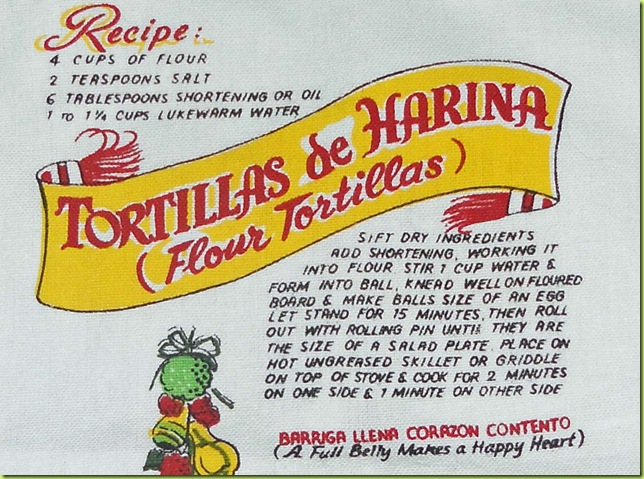 Recipe:
4 CUPS OF FLOUR
2 TEASPOONS SALT
6 TABLESPOONS SHORTENING OR OIL
1 TO 1¼ CUPS LUKEWARM WATER
TORTILLAS de HARINA
(Flour Tortillas)
SIFT DRY INGREDIENTS
ADD SHORTENING, WORKING IT
INTO FLOUR. STIR 1 CUP WATER &
FORM INTO BALL, KNEAD WELL ON FLOURED
BOARD & MAKE BALLS SIZE OF AN EGG
LET STAND FOR 15 MINUTES, THEN ROLL
OUT WITH ROLLING PIN UNTIL THEY ARE
THE SIZE OF A SALAD PLATE. PLACE ON
HOT UNGREASED SKILLET OR GRIDDLE
ON TOP OF STOVE & COOK FOR 2 MINUTES
ON ONE SIDE & 1 MINUTE ON OTHER SIDE
BARRIGA LLENA CORAZON CONTENTO
(A Full Belly Makes a Happy Heart)